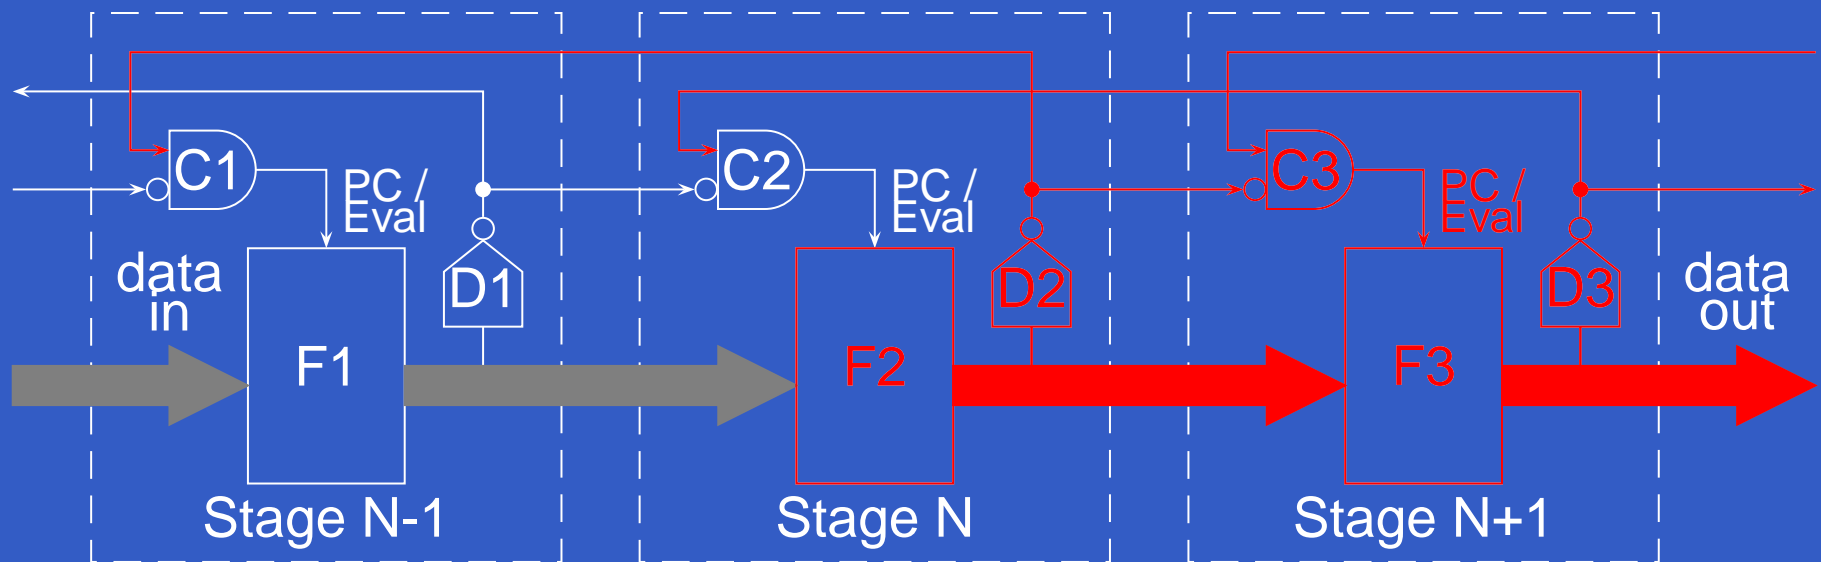 C1
PC /
Eval
C2
PC /
Eval
C3
PC /
Eval
data
in
D1
D2
D3
data
out
F1
F2
F3
Stage N-1
Stage N
Stage N+1